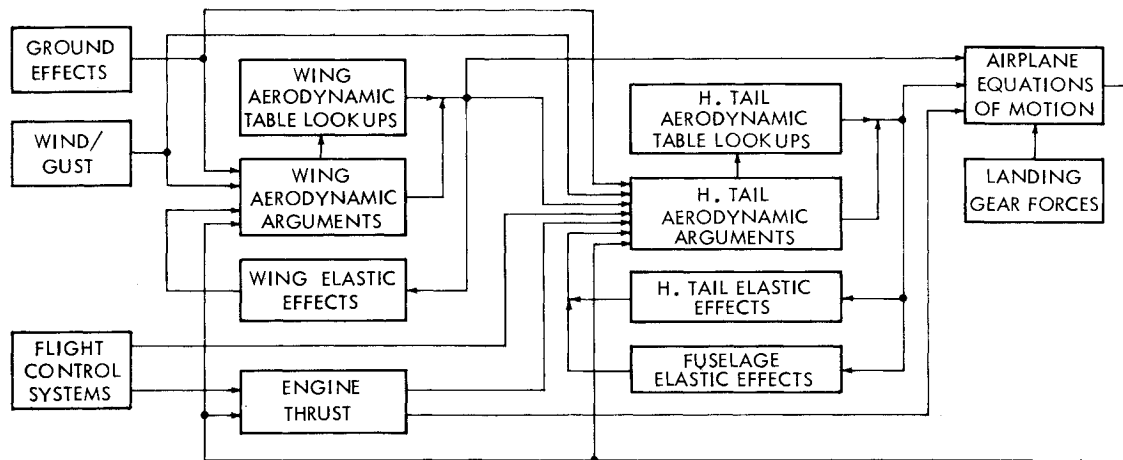 GROUND
EFFECTS
WIND/
GUST
WING
AERODYNAMIC
TABLE LOOKUPS
WING
AERODYNAMIC
ARGUMENTS
WING ELASTIC
EFFECTS
FLIGHT
CONTROL
SYSTEMS
ENGINE
THRUST
H. TAIL
AERODYNAMIC
TABLE LOOKUPS
H. TAIL
AERODYNAMIC
ARGUMENTS
H. TAIL ELASTIC
EFFECTS
FUSELAGE
ELASTIC EFFECTS
AIRPLANE
EQUATIONS
OF MOTION
LANDING
GEAR FORCES